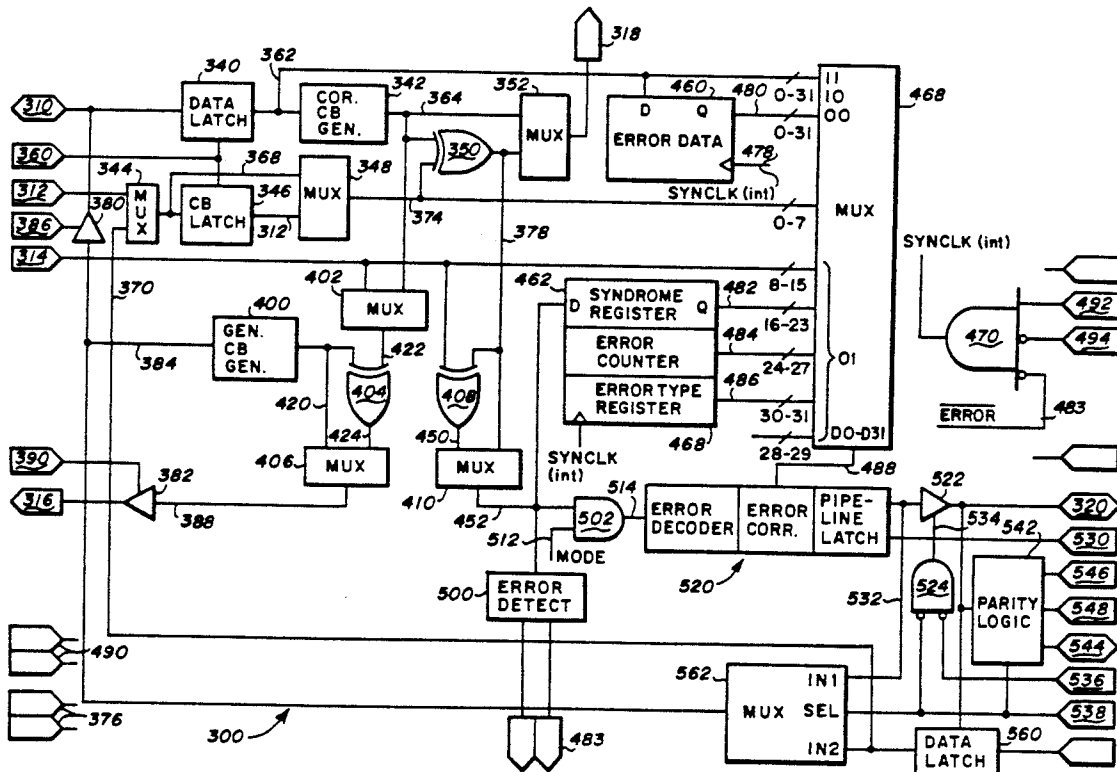 362
340
342
352
318
310
DATA
LATCH
COR.
CB
GEN.
364
MUX
460
480
D
Q
ERROR DATA
478
SYNCLK (int)
0-31
0-31
0-7
11
10
00
468
MUX
360
344
368
348
350
312
MUX
346
CB
LATCH
MUX
380
386
312
374
378
314
370
402
MUX
462
SYNDROME
REGISTER
D
Q
482
8-15
16-23
ERROR
COUNTER
484
24-27
ERROR TYPE
REGISTER
486
30-31
468
28-29
01
D0-D31
488
SYNCLK
(int)
SYNCLK (int)
470
492
494
ERROR
483
400
GEN.
CB
GEN.
384
422
404
408
420
424
450
390
406
MUX
MUX
410
382
316
388
452
502
514
512
MODE
ERROR
DECODER
ERROR
CORR.
PIPE-
LINE
LATCH
520
522
534
320
530
542
500
ERROR
DETECT
532
524
PARITY
LOGIC
546
548
544
536
538
490
376
300
483
562
MUX
IN1
SEL
IN2
DATA
LATCH
560